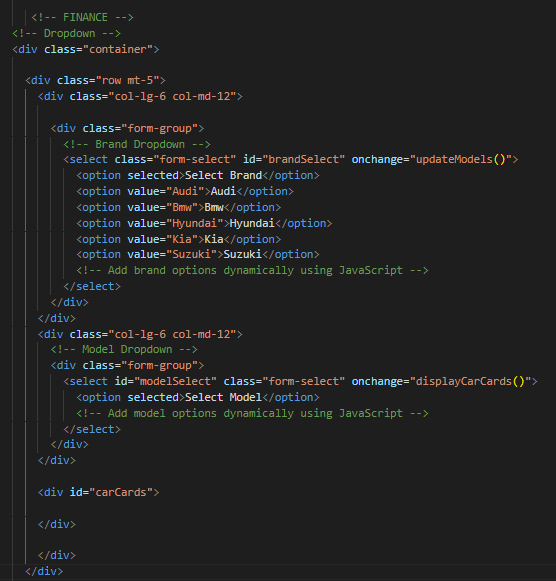 <!-- FINANCE -->
<!-- Dropdown -->
<div class="container">
<div class="row mt-5">
<div class="col-lg-6 col-md-12">
<div class="form-group">
<!-- Brand Dropdown -->
<select class="form-select" id="brandSelect" onchange="updateModels()">
<option selected>Select Brand</option>
<option value="Audi">Audi</option>
<option value="Bmw">Bmw</option>
<option value="Hyundai">Hyundai</option>
<option value="Kia">Kia</option>
<option value="Suzuki">Suzuki</option>
<!-- Add brand options dynamically using JavaScript -->
</select>
</div>
</div>
<div class="col-lg-6 col-md-12">
<!-- Model Dropdown -->
<div class="form-group">
<select id="modelSelect" class="form-select" onchange="displayCarCards()">
<option selected>Select Model</option>
<!-- Add model options dynamically using JavaScript -->
</select>
</div>
</div>
<div id="carCards">
</div>
</div>
</div>